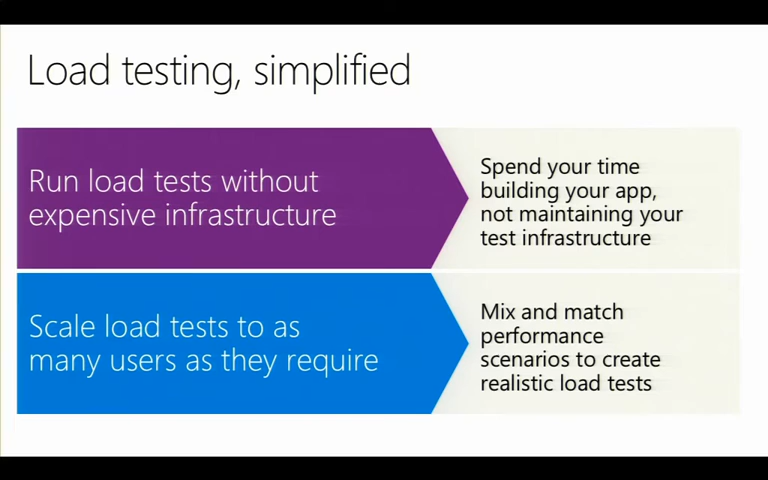 Load testing, simplified
Run load tests without
expensive infrastructure
Spend your time
building your app,
not maintaining your
test infrastructure
Scale load tests to as
many users as they require
Mix and match
performance
scenarios to create
realistic load tests